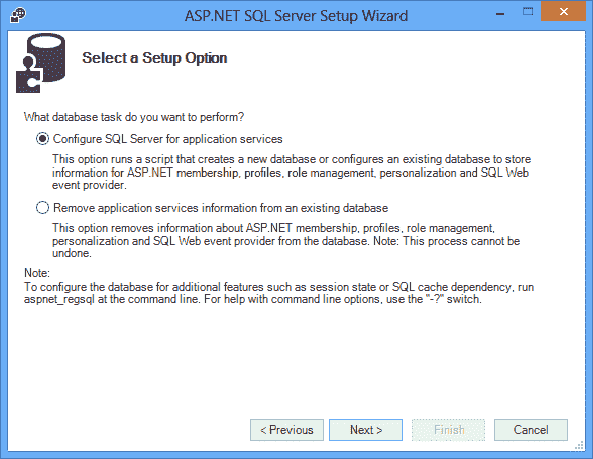 ASP.NET SQL Server Setup Wizard
Select a Setup Option
What database task do you want to perform?
Configure SQL Server for application services
This option runs a script that creates a new database or configures an existing database to store
information for ASP.NET membership, profiles, role management, personalization and SQL Web
event provider.
Remove application services information from an existing database
This option removes information about ASP.NET membership, profiles, role management,
personalization and SQL Web event provider from the database. Note: This process cannot be
undone.
Note:
To configure the database for additional features such as session state or SQL cache dependency, run
aspnet_regsql at the command line. For help with command line options, use the "-?" switch.
< Previous
Next >
Finish
Cancel